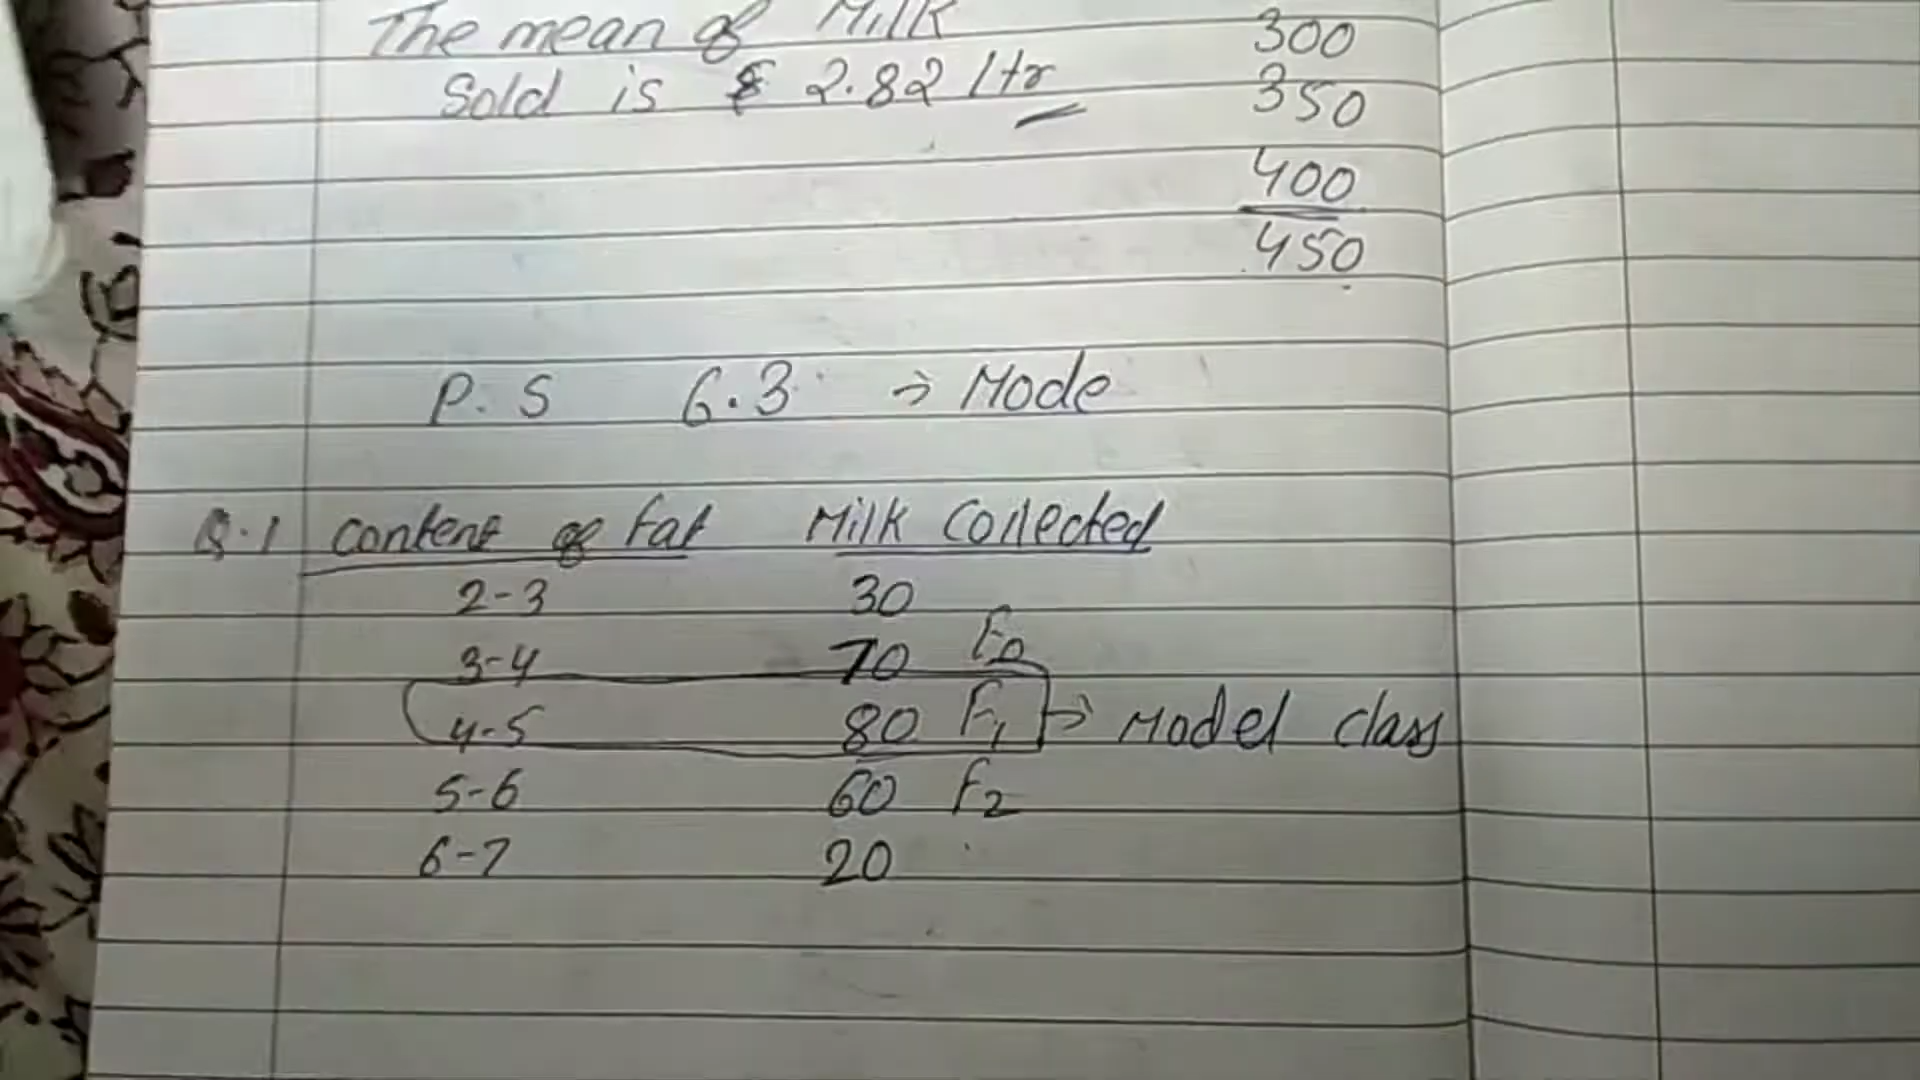 The mean of Milk 300
Sold is 2.82 ltr 350
400
450
P. S 6.3 → Mode
Q.1 Content of Fat Milk Collected
2-3 30
3-4 70 F0
4-5 80 F1 → Model class
5-6 60 F2
6-7 20